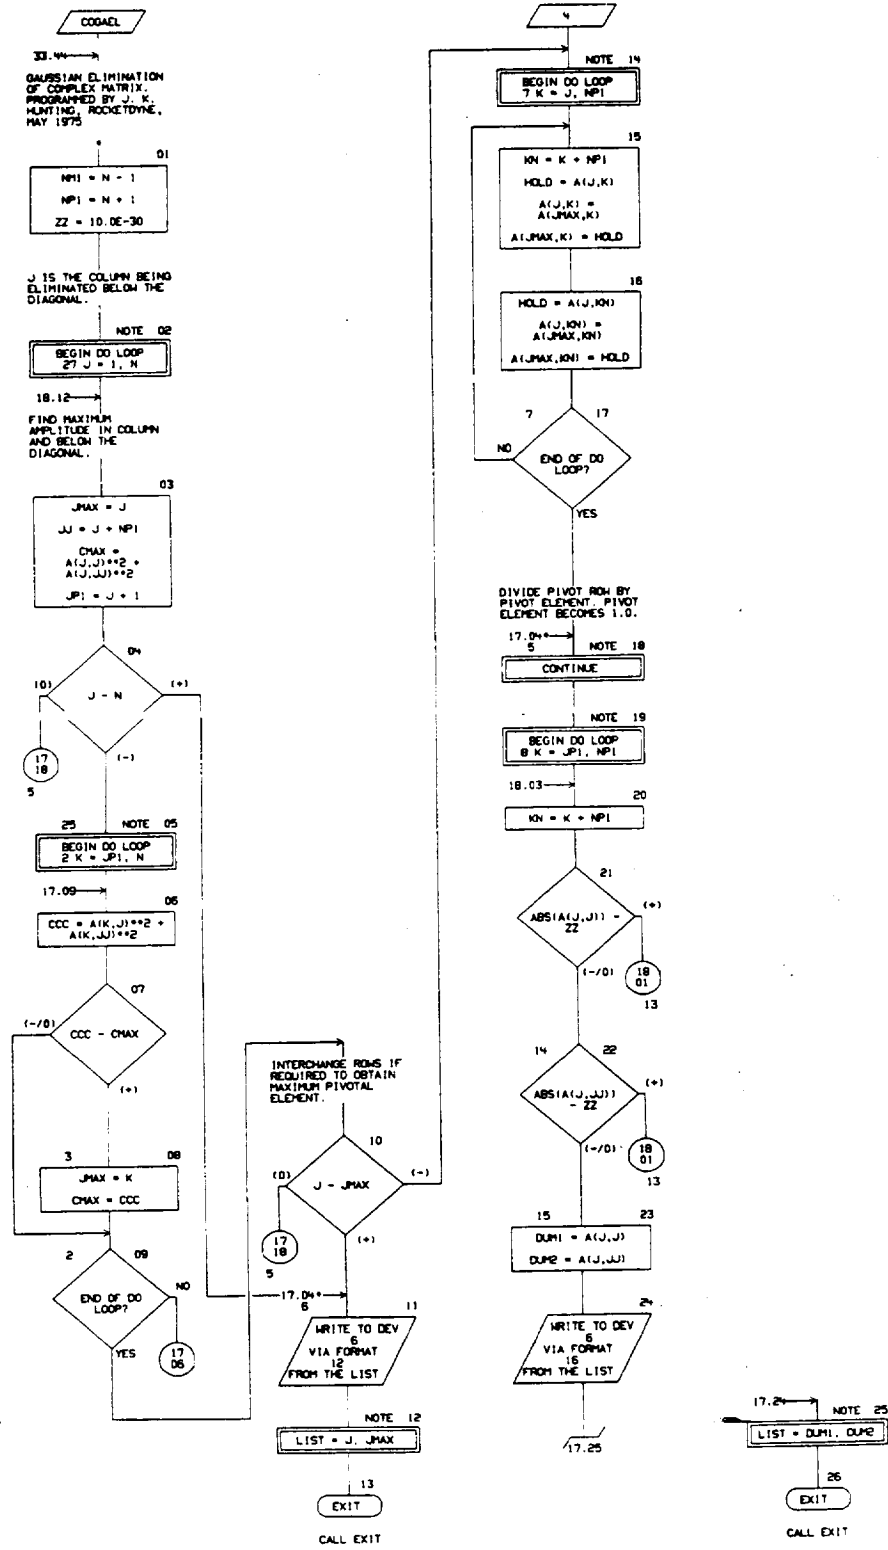 COGAEL
33.44
GAUSSIAN ELIMINATION
OF COMPLEX MATRIX.
PROGRAMMED BY J. K.
HUNTING, ROCKETDYNE,
MAY 1975
01
NM1 = N - 1
NP1 = N + 1
ZZ = 10.0E-30
J IS THE COLUMN BEING
ELIMINATED BELOW THE
DIAGONAL.
NOTE 02
BEGIN DO LOOP
27 J = 1, N
18.12
FIND MAXIMUM
AMPLITUDE IN COLUMN
AND BELOW THE
DIAGONAL.
03
JMAX = J
JJ = J + NP1
CMAX =
A(J,J)**2 +
A(J,JJ)**2
JP1 = J + 1
04
(0)
J - N
(+)
(-)
17
18
5
25 NOTE 05
BEGIN DO LOOP
2 K = JP1, N
17.09
06
CCC = A(K,J)**2 +
A(K,JJ)**2
07
(-/0)
CCC - CMAX
(+)
3 08
JMAX = K
CMAX = CCC
2 09
END OF DO
LOOP?
NO
YES
17
06
INTERCHANGE ROWS IF
REQUIRED TO OBTAIN
MAXIMUM PIVOTAL
ELEMENT.
10
(0)
J - JMAX
(-)
(+)
17
18
5
17.04*
6
11
WRITE TO DEV
6
VIA FORMAT
12
FROM THE LIST
NOTE 12
LIST = J, JMAX
13
EXIT
CALL EXIT
4
NOTE 14
BEGIN DO LOOP
7 K = J, NP1
15
KN = K + NP1
HOLD = A(J,K)
A(J,K) =
A(JMAX,K)
A(JMAX,K) = HOLD
16
HOLD = A(J,KN)
A(J,KN) =
A(JMAX,KN)
A(JMAX,KN) = HOLD
7 17
NO
END OF DO
LOOP?
YES
DIVIDE PIVOT ROW BY
PIVOT ELEMENT. PIVOT
ELEMENT BECOMES 1.0.
17.04*
5 NOTE 18
CONTINUE
NOTE 19
BEGIN DO LOOP
8 K = JP1, NP1
18.03
20
KN = K + NP1
21
ABS(A(J,J)) -
ZZ
(+)
(-/0)
18
01
13
14 22
ABS(A(J,JJ))
- ZZ
(+)
(-/0)
18
01
13
15 23
DUM1 = A(J,J)
DUM2 = A(J,JJ)
24
WRITE TO DEV
6
VIA FORMAT
16
FROM THE LIST
17.25
17.24
NOTE 25
LIST = DUM1, DUM2
26
EXIT
CALL EXIT